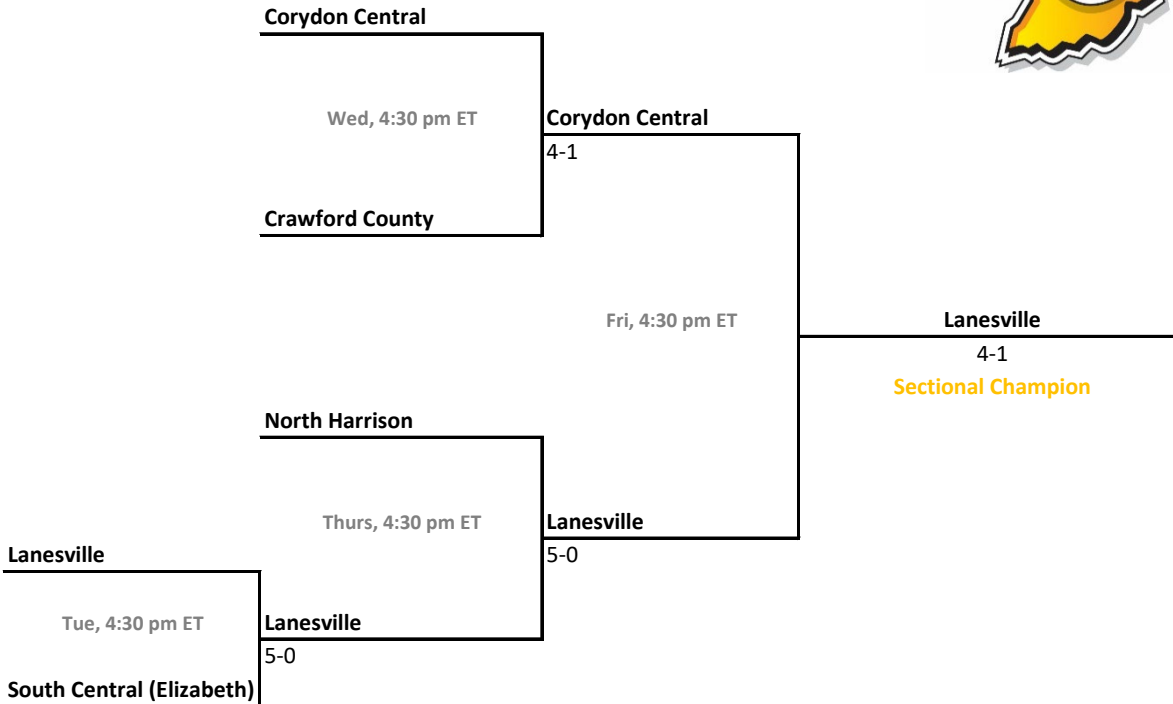 Corydon Central
Wed, 4:30 pm ET
Corydon Central
4-1
Crawford County
Fri, 4:30 pm ET
Lanesville
4-1
Sectional Champion
North Harrison
Thurs, 4:30 pm ET
Lanesville
5-0
Lanesville
Tue, 4:30 pm ET
Lanesville
5-0
South Central (Elizabeth)